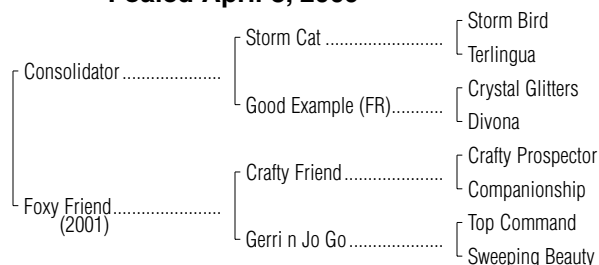 Foaled April
Storm Bird
Storm Cat ........................
Terlingua
Consolidator ....................
Crystal Glitters
Good Example (FR)...........
Divona
Crafty Prospector
Crafty Friend ....................
Companionship
Foxy Friend......................
(2001)
Top Command
Gerri n Jo Go ...................
Sweeping Beauty